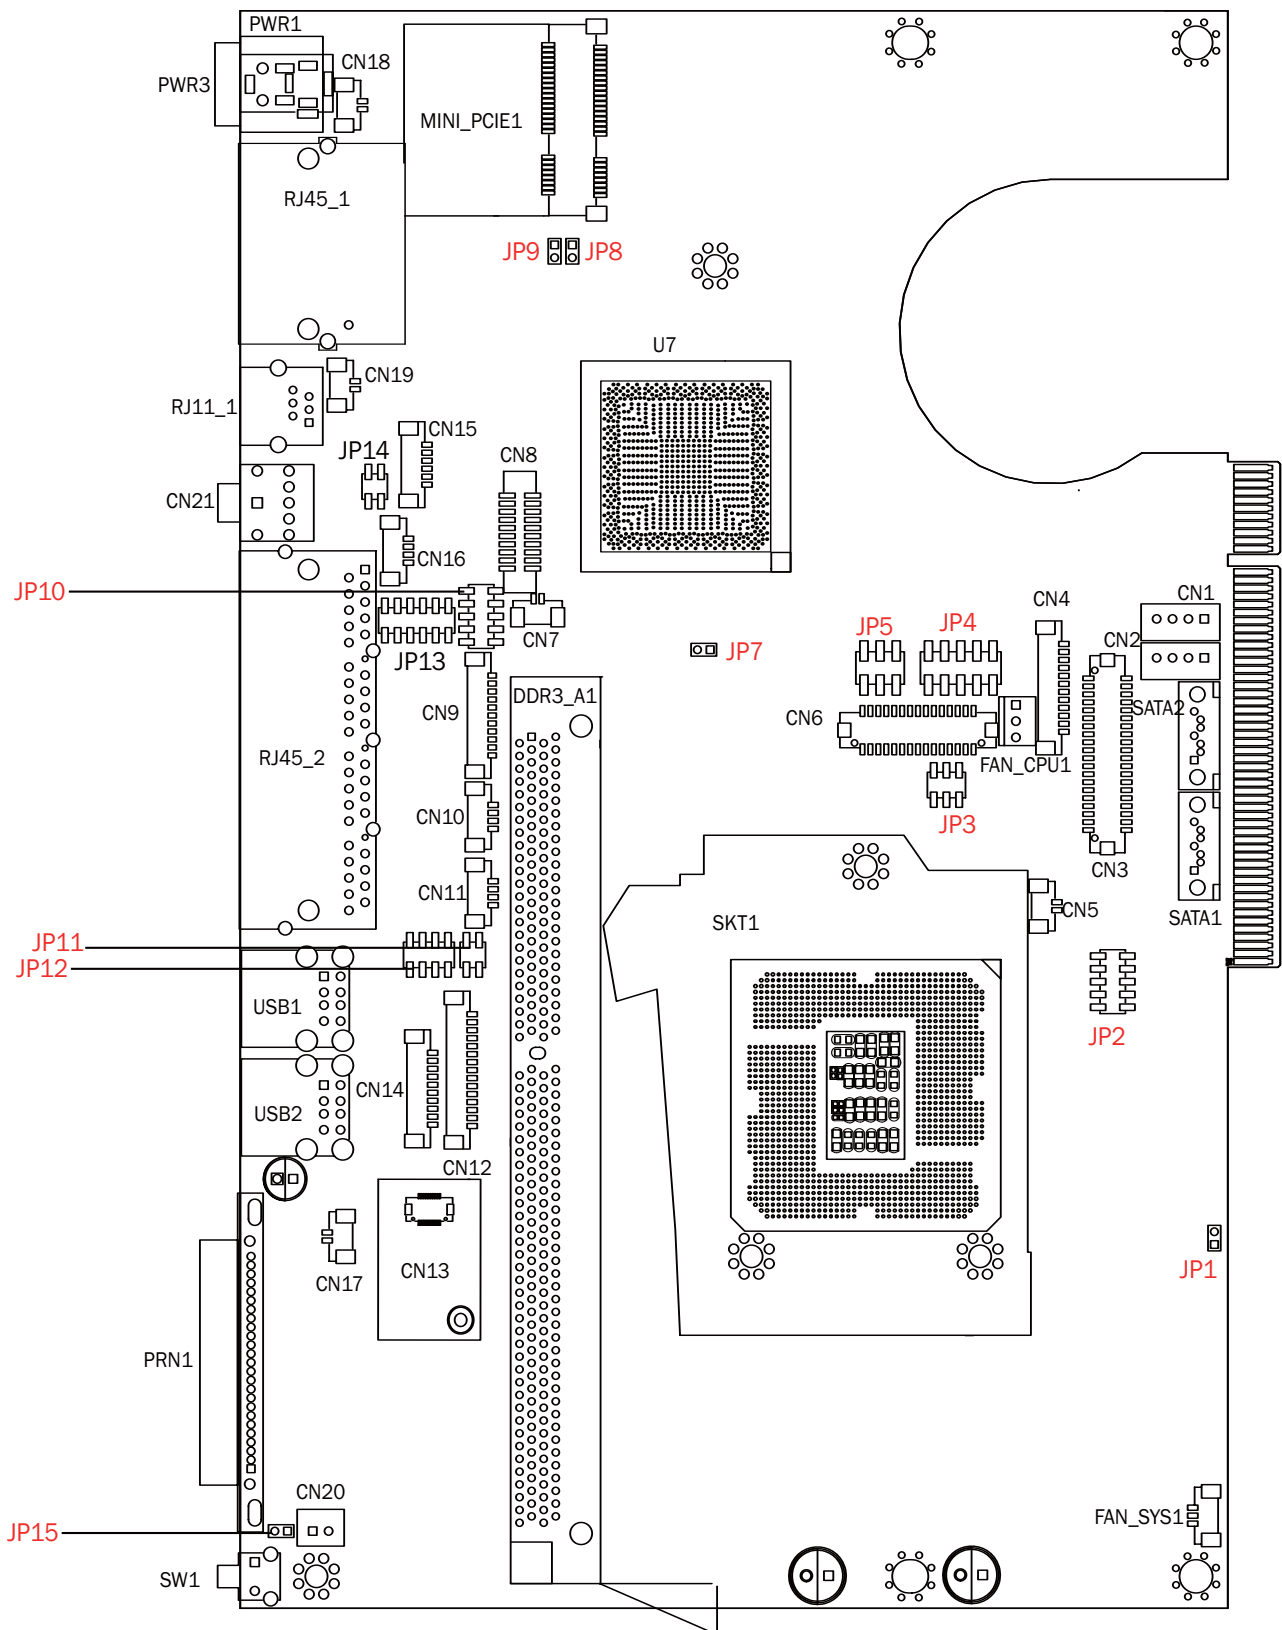 PWR1
CN18
PWR3
MINI_PCIE1
RJ45_1
JP9
JP8
U7
CN19
RJ11_1
CN15
JP14
CN8
CN21
CN16
JP10
CN4
CN1
CN7
JP5
JP4
CN2
JP13
JP7
DDR3_A1
CN9
SATA2
CN6
RJ45_2
FAN_CPU1
CN10
JP3
CN3
CN11
SKT1
CN5
SATA1
JP11
JP12
USB1
JP2
CN14
USB2
CN12
CN13
CN17
JP1
PRN1
CN20
FAN_SYS1
JP15
SW1